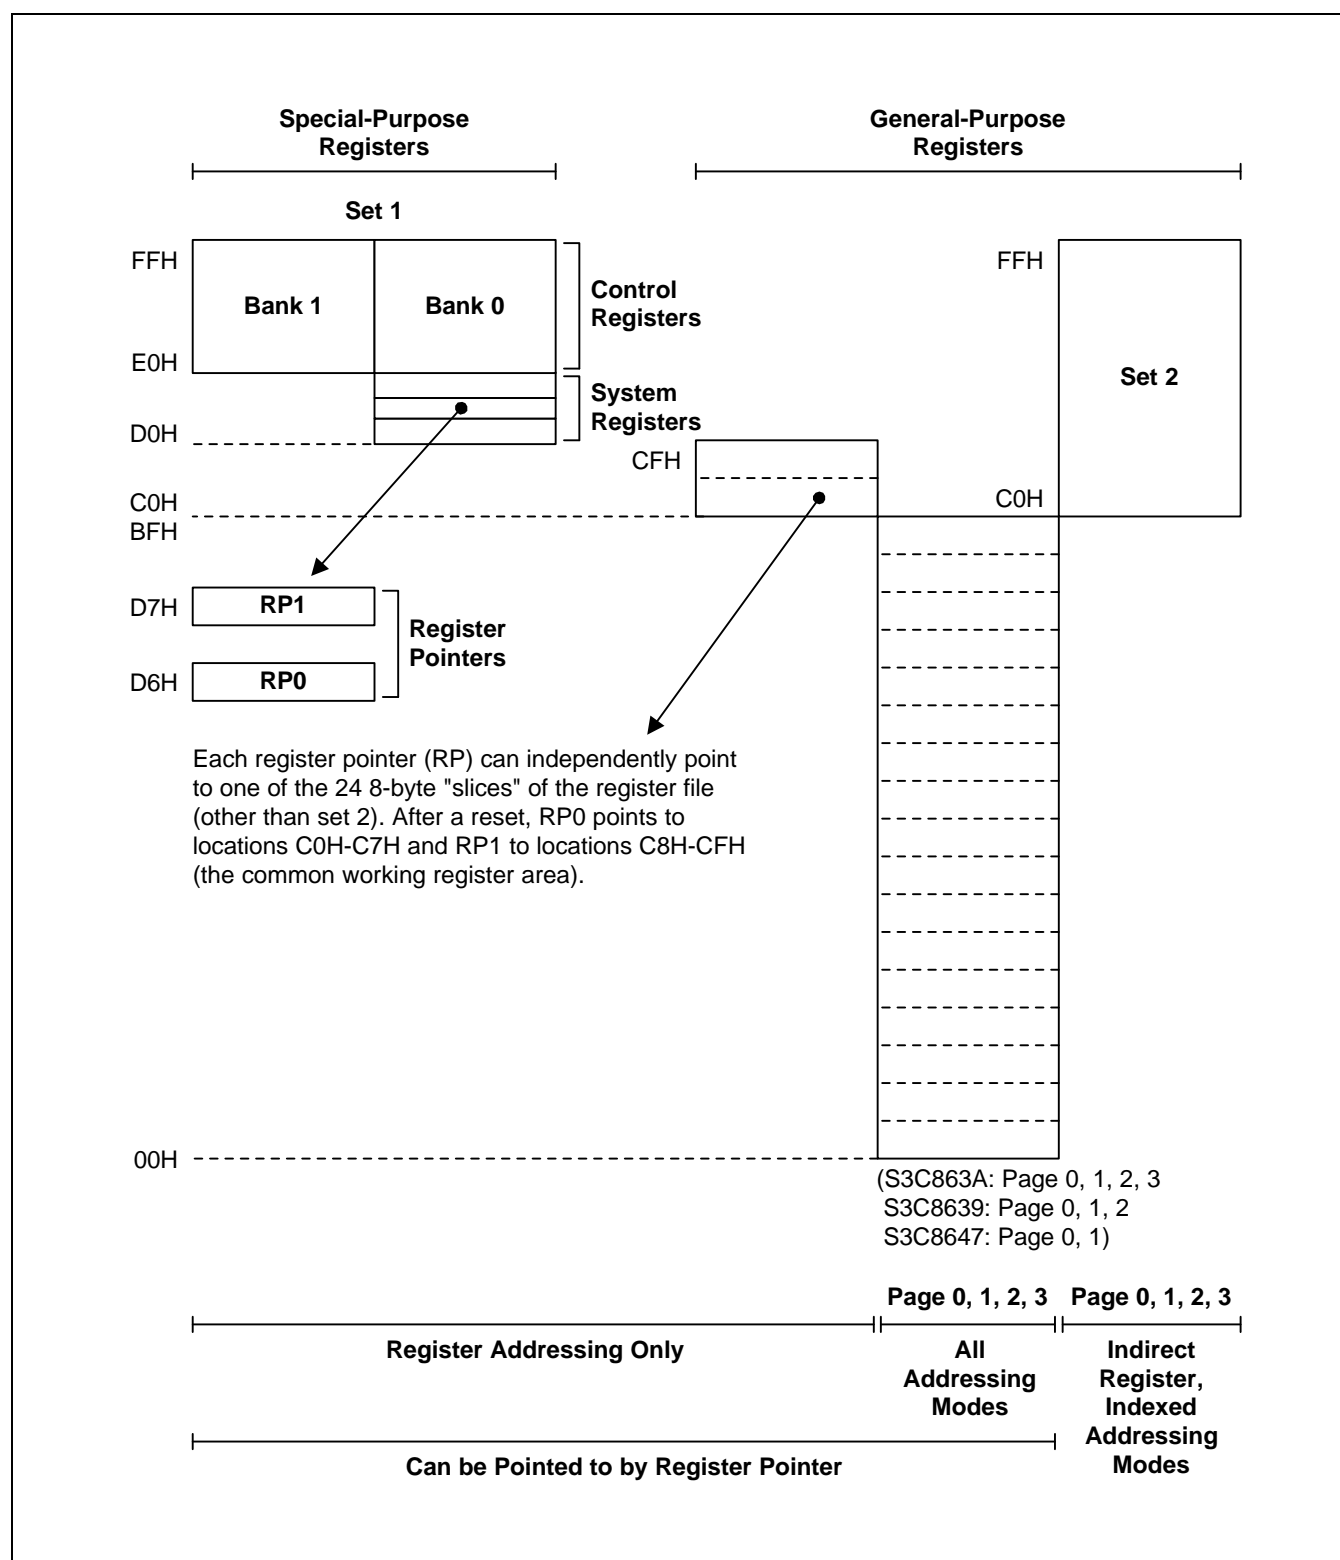 Special-Purpose
Registers
General-Purpose
Registers
Set 1
FFH
Bank 1
Bank 0
Control
Registers
FFH
E0H
Set 2
System
Registers
D0H
CFH
C0H
C0H
BFH
D7H
RP1
Register
Pointers
D6H
RP0
Each register pointer (RP) can independently point
to one of the 24 8-byte "slices" of the register file
(other than set 2). After a reset, RP0 points to
locations C0H-C7H and RP1 to locations C8H-CFH
(the common working register area).
00H
(S3C863A: Page 0, 1, 2, 3
S3C8639: Page 0, 1, 2
S3C8647: Page 0, 1)
Page 0, 1, 2, 3
Page 0, 1, 2, 3
Register Addressing Only
All
Addressing
Modes
Indirect
Register,
Indexed
Addressing
Modes
Can be Pointed to by Register Pointer